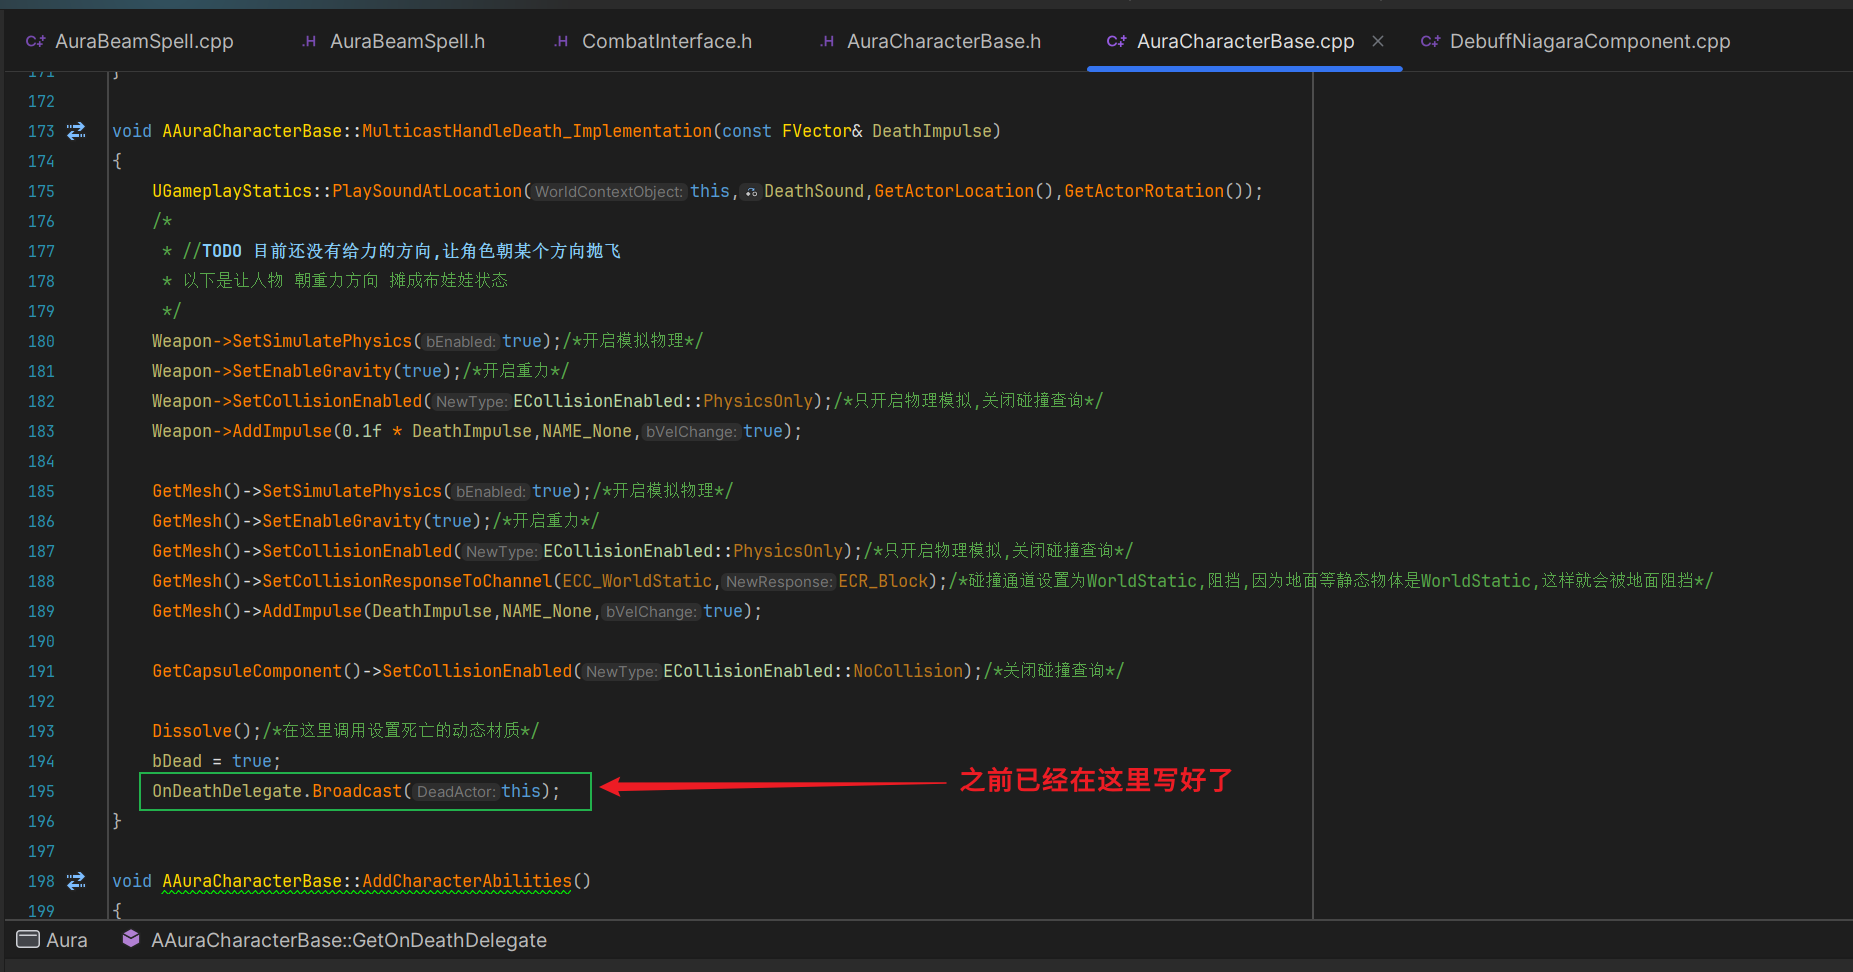 AuraBeamSpell.cpp
AuraBeamSpell.h
CombatInterface.h
AuraCharacterBase.h
AuraCharacterBase.cpp
DebuffNiagaraComponent.cpp
171 }
172
173 void AAuraCharacterBase::MulticastHandleDeath_Implementation(const FVector& DeathImpulse)
174 {
175 UGameplayStatics::PlaySoundAtLocation(WorldContextObject: this,DeathSound,GetActorLocation(),GetActorRotation());
176 /*
177 * //TODO 目前还没有给力的方向,让角色朝某个方向抛飞
178 * 以下是让人物 朝重力方向 摊成布娃娃状态
179 */
180 Weapon->SetSimulatePhysics(bEnabled: true);/*开启模拟物理*/
181 Weapon->SetEnableGravity(true);/*开启重力*/
182 Weapon->SetCollisionEnabled(NewType: ECollisionEnabled::PhysicsOnly);/*只开启物理模拟,关闭碰撞查询*/
183 Weapon->AddImpulse(0.1f * DeathImpulse,NAME_None,bVelChange: true);
184
185 GetMesh()->SetSimulatePhysics(bEnabled: true);/*开启模拟物理*/
186 GetMesh()->SetEnableGravity(true);/*开启重力*/
187 GetMesh()->SetCollisionEnabled(NewType: ECollisionEnabled::PhysicsOnly);/*只开启物理模拟,关闭碰撞查询*/
188 GetMesh()->SetCollisionResponseToChannel(ECC_WorldStatic,NewResponse: ECR_Block);/*碰撞通道设置为WorldStatic,阻挡,因为地面等静态物体是WorldStatic,这样就会被地面阻挡*/
189 GetMesh()->AddImpulse(DeathImpulse,NAME_None,bVelChange: true);
190
191 GetCapsuleComponent()->SetCollisionEnabled(NewType: ECollisionEnabled::NoCollision);/*关闭碰撞查询*/
192
193 Dissolve();/*在这里调用设置死亡的动态材质*/
194 bDead = true;
195 OnDeathDelegate.Broadcast(DeadActor: this);
之前已经在这里写好了
196 }
197
198 void AAuraCharacterBase::AddCharacterAbilities()
199 {
Aura
AAuraCharacterBase::GetOnDeathDelegate